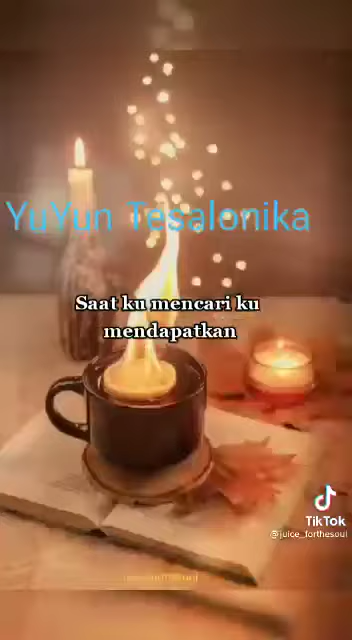 YuYun Tesalonika
Saat ku mencari ku
mendapatkan
TikTok
@juice_forthesoul